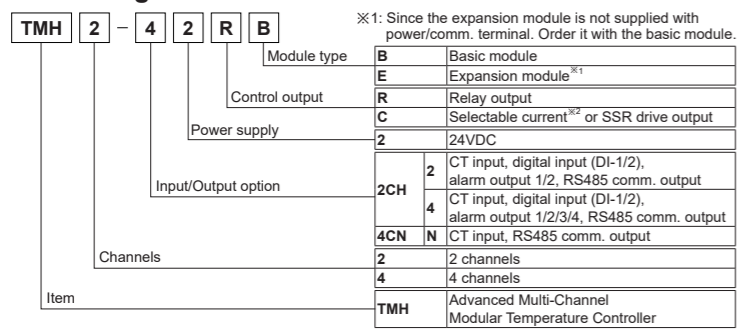 TMH 2 - 4 2 R B
※1: Since the expansion module is not supplied with
power/comm. terminal. Order it with the basic module.
Module type
B Basic module
E Expansion module※1
Control output
R Relay output
C Selectable current※2 or SSR drive output
Power supply
2 24VDC
Input/Output option
2CH
2 CT input, digital input (DI-1/2),
alarm output 1/2, RS485 comm. output
4 CT input, digital input (DI-1/2),
alarm output 1/2/3/4, RS485 comm. output
4CN N CT input, RS485 comm. output
Channels
2 2 channels
4 4 channels
Item
TMH Advanced Multi-Channel
Modular Temperature Controller